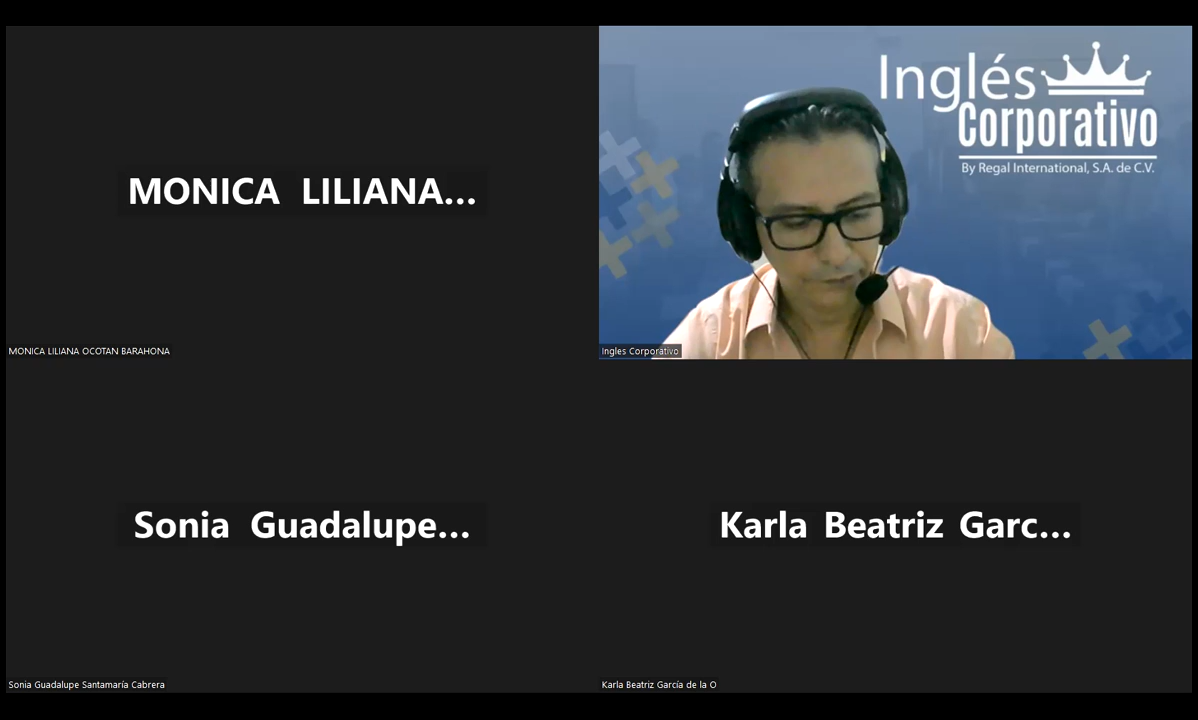 MONICA LILIANA...
MONICA LILIANA OCOTAN BARAHONA
Inglés
Corporativo
By Regal International, S.A. de C.V.
Ingles Corporativo
Sonia Guadalupe...
Sonia Guadalupe Santamaría Cabrera
Karla Beatriz Garc...
Karla Beatriz García de la O